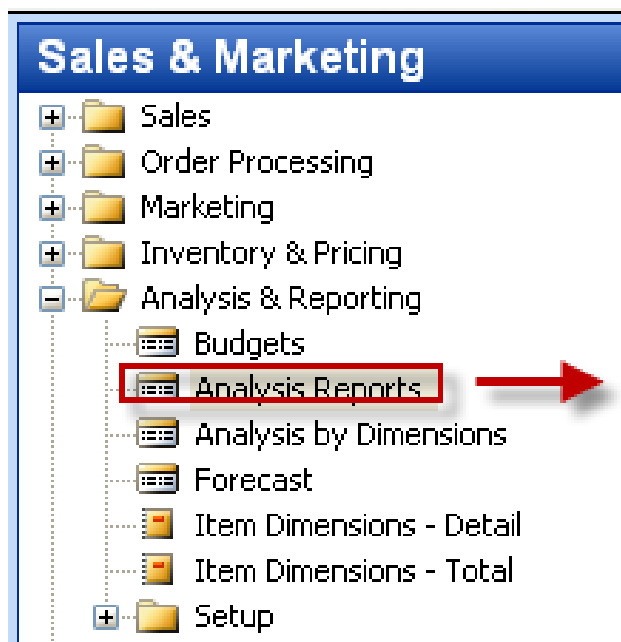 Sales & Marketing
Sales
Order Processing
Marketing
Inventory & Pricing
Analysis & Reporting
Budgets
Analysis Reports
Analysis by Dimensions
Forecast
Item Dimensions - Detail
Item Dimensions - Total
Setup